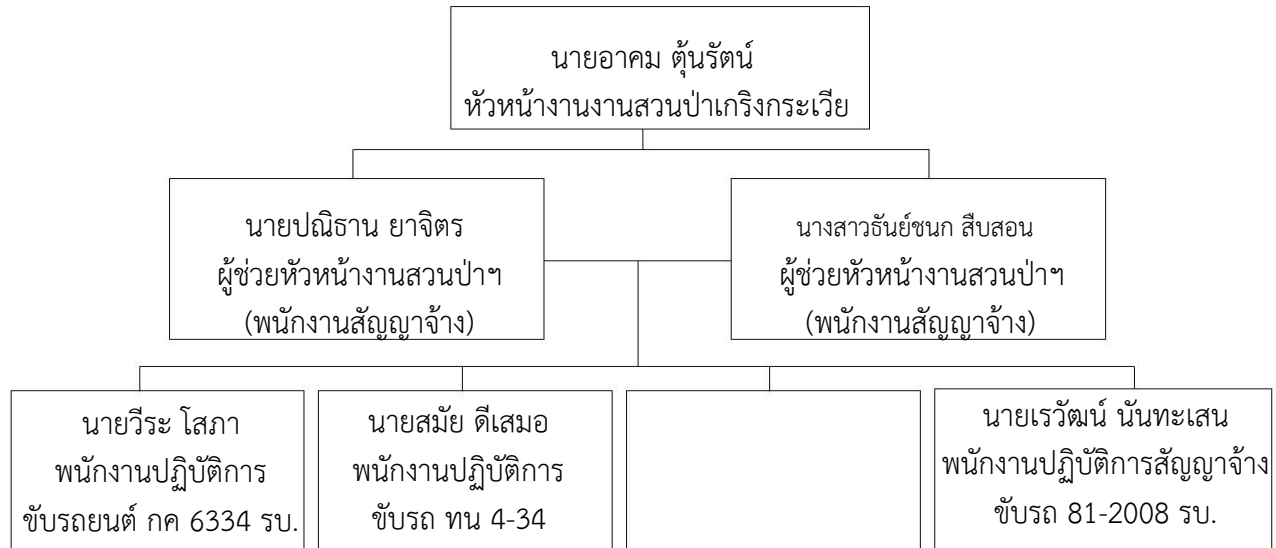 นายอาคม ตุ้นรัตน์
หัวหน้างานงานสวนป่าเกริงกระเวีย
นายปณิธาน ยาจิตร
ผู้ช่วยหัวหน้างานสวนป่าฯ
(พนักงานสัญญาจ้าง)
นางสาวธันย์ชนก สืบสอน
ผู้ช่วยหัวหน้างานสวนป่าฯ
(พนักงานสัญญาจ้าง)
นายวีระ โสภา
พนักงานปฏิบัติการ
ขับรถยนต์ กค 6334 รบ.
นายสมัย ดีเสมอ
พนักงานปฏิบัติการ
ขับรถ ทน 4-34
นายเรวัฒน์ นันทะเสน
พนักงานปฏิบัติการสัญญาจ้าง
ขับรถ 81-2008 รบ.